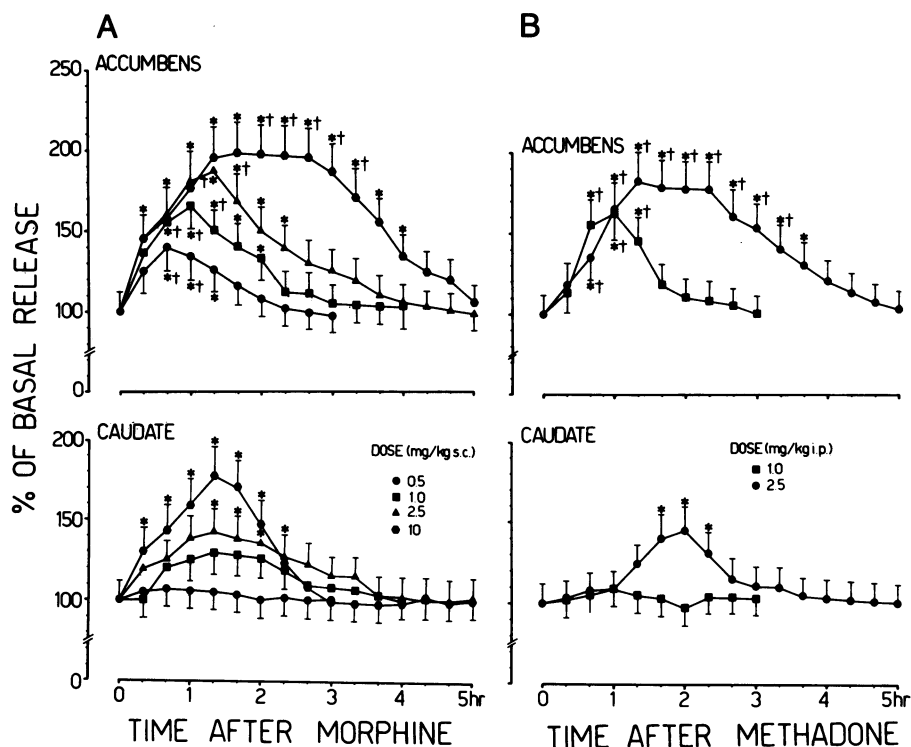 A
B
ACCUMBENS
250
200
150
100
0
% OF BASAL RELEASE
ACCUMBENS
CAUDATE
200
150
100
0
DOSE (mg/kg s.c.)
0.5
1.0
2.5
10
CAUDATE
DOSE (mg/kg i.p.)
1.0
2.5
0 1 2 3 4 5hr
0 1 2 3 4 5hr
TIME AFTER MORPHINE
TIME AFTER METHADONE